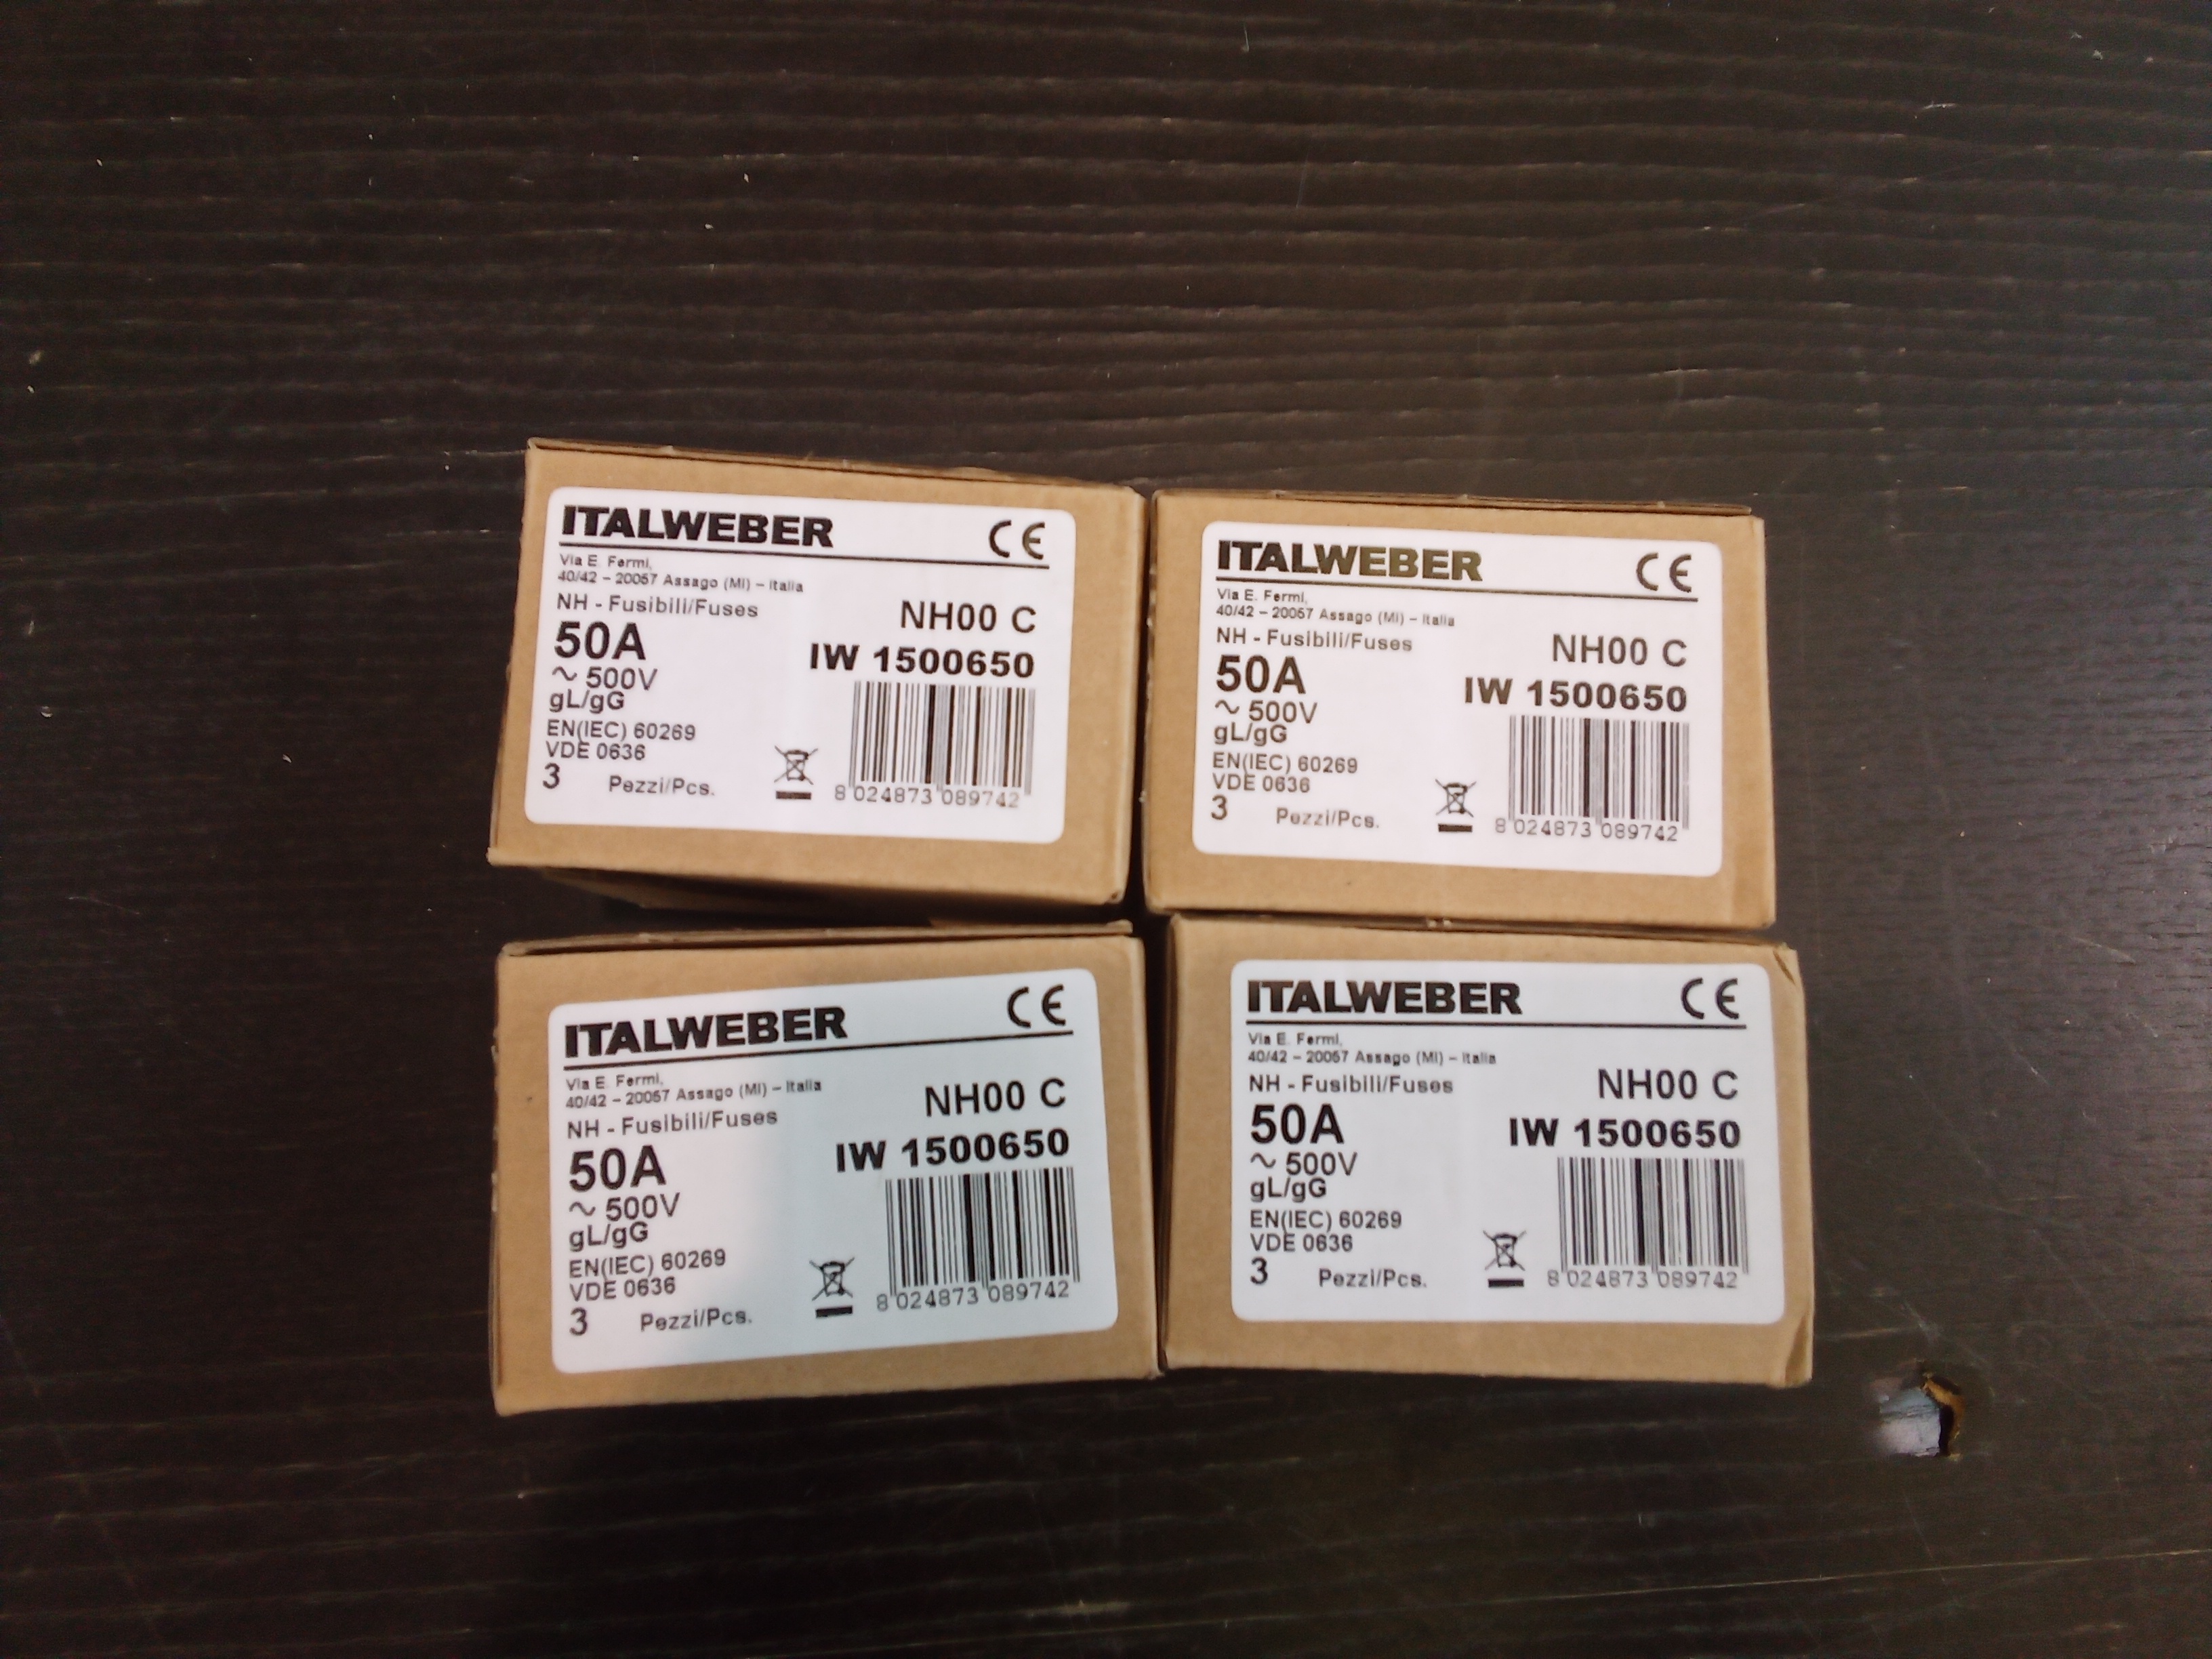 ITALWEBER CE
Via E. Fermi,
40/42 – 20057 Assago (MI) – Italia
NH - Fusibili/Fuses
NH00 C
50A
IW 1500650
~ 500V
gL/gG
EN(IEC) 60269
VDE 0636
3 Pezzi/Pcs.
8 024873 089742
ITALWEBER CE
Via E. Fermi,
40/42 – 20057 Assago (MI) – Italia
NH - Fusibili/Fuses
NH00 C
50A
IW 1500650
~ 500V
gL/gG
EN(IEC) 60269
VDE 0636
3 Pezzi/Pcs.
8 024873 089742
ITALWEBER CE
Via E. Fermi,
40/42 – 20057 Assago (MI) – Italia
NH - Fusibili/Fuses
NH00 C
50A
IW 1500650
~ 500V
gL/gG
EN(IEC) 60269
VDE 0636
3 Pezzi/Pcs.
8 024873 089742
ITALWEBER CE
Via E. Fermi,
40/42 – 20057 Assago (MI) – Italia
NH - Fusibili/Fuses
NH00 C
50A
IW 1500650
~ 500V
gL/gG
EN(IEC) 60269
VDE 0636
3 Pezzi/Pcs.
8 024873 089742